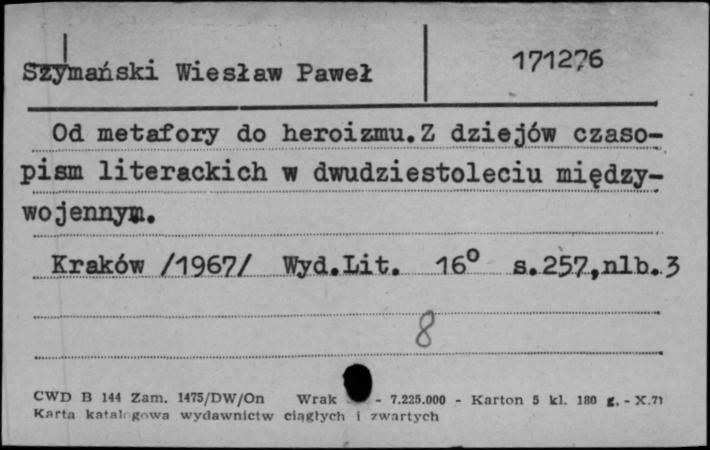 Szymański Wiesław Paweł
171276
Od metafory do heroizmu.Z dziejów czaso-
pism literackich w dwudziestoleciu między-
wojennym.
Kraków /1967/ Wyd.Lit. 16° s.257,nlb.3
8
CWD B 144 Zam. 1475/DW/On Wrak - 7.225.000 - Karton 5 kl. 180 g. - X.71
Karta katalogowa wydawnictw ciągłych i zwartych